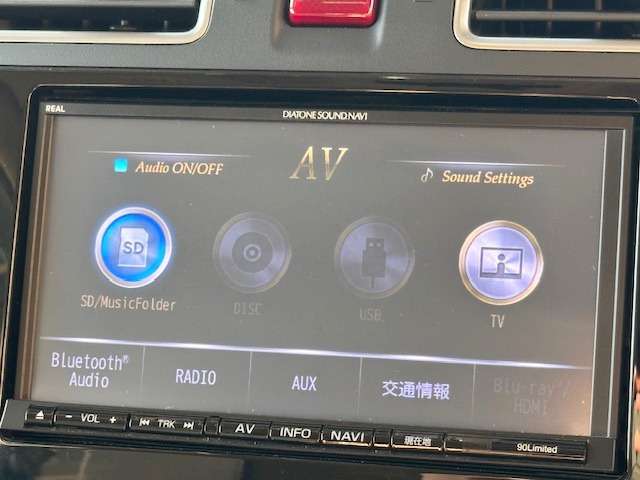 REAL
DIATONE SOUND.NAVI
AV
Audio ON/OFF
Sound Settings
SD
SD/MusicFolder
DISC
USB
TV
Bluetooth® Audio
RADIO
AUX
交通情報
Blu-ray/
HDMI
- VOL +
TRK
AV
INFO
NAVI
現在地
90Limited